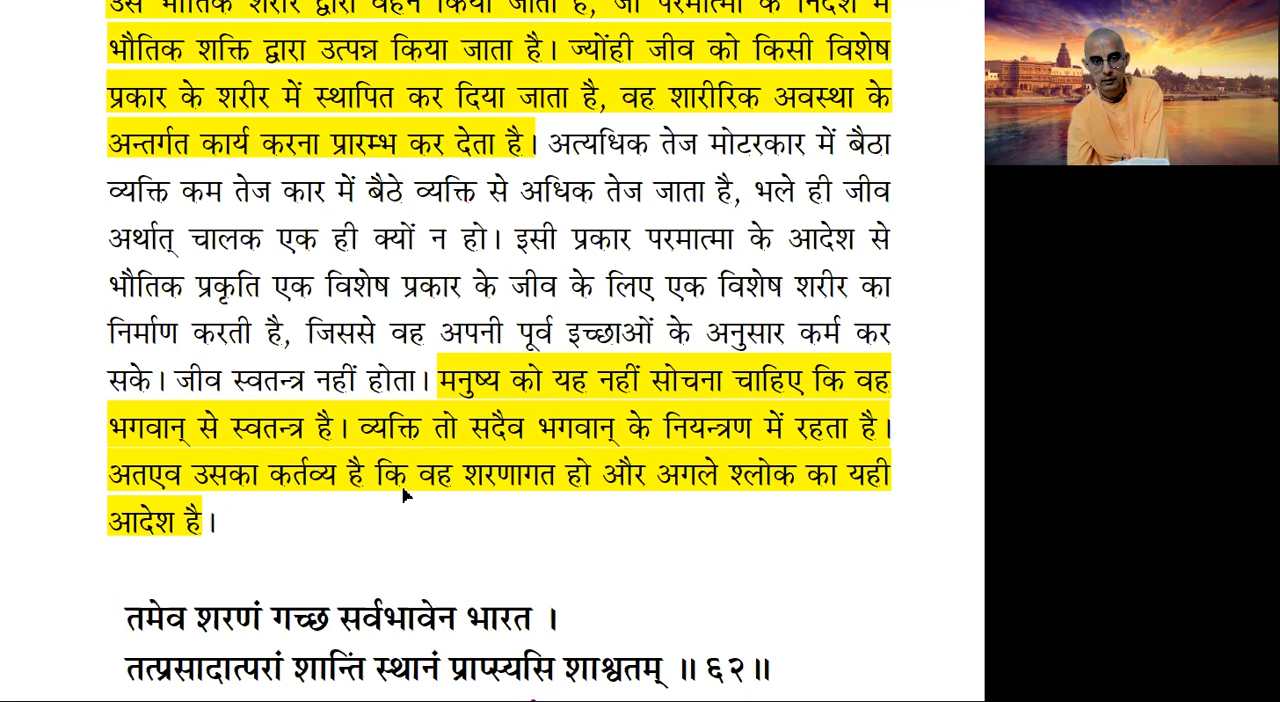 उसे भौतिक शरीर द्वारा वहन किया जाता है, जो परमात्मा के निर्देश में
भौतिक शक्ति द्वारा उत्पन्न किया जाता है। ज्योंही जीव को किसी विशेष
प्रकार के शरीर में स्थापित कर दिया जाता है, वह शारीरिक अवस्था के
अन्तर्गत कार्य करना प्रारम्भ कर देता है। अत्यधिक तेज मोटरकार में बैठा
व्यक्ति कम तेज कार में बैठे व्यक्ति से अधिक तेज जाता है, भले ही जीव
अर्थात् चालक एक ही क्यों न हो। इसी प्रकार परमात्मा के आदेश से
भौतिक प्रकृति एक विशेष प्रकार के जीव के लिए एक विशेष शरीर का
निर्माण करती है, जिससे वह अपनी पूर्व इच्छाओं के अनुसार कर्म कर
सके। जीव स्वतन्त्र नहीं होता। मनुष्य को यह नहीं सोचना चाहिए कि वह
भगवान् से स्वतन्त्र है। व्यक्ति तो सदैव भगवान् के नियन्त्रण में रहता है।
अतएव उसका कर्तव्य है कि वह शरणागत हो और अगले श्लोक का यही
आदेश है।
तमेव शरणं गच्छ सर्वभावेन भारत ।
तत्प्रसादात्परां शान्तिं स्थानं प्राप्स्यसि शाश्वतम् ॥ ६२॥